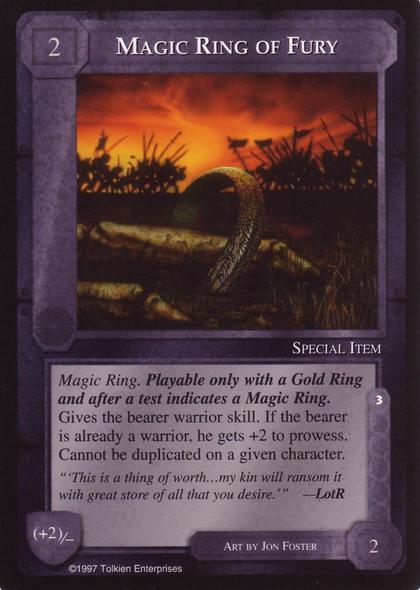 2
MAGIC RING OF FURY
SPECIAL ITEM
Magic Ring. Playable only with a Gold Ring
and after a test indicates a Magic Ring.
Gives the bearer warrior skill. If the bearer
is already a warrior, he gets +2 to prowess.
Cannot be duplicated on a given character.
3
“‘This is a thing of worth…my kin will ransom it
with great store of all that you desire.’” —LotR
(+2)/–
ART BY JON FOSTER
2
©1997 Tolkien Enterprises